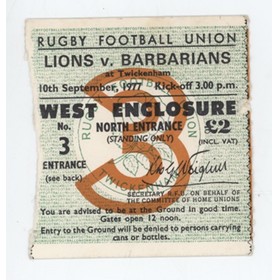 RUGBY FOOTBALL UNION
LIONS v. BARBARIANS
at Twickenham
10th September, 1977 Kick-off 3.00 p.m.
WEST ENCLOSURE
No. NORTH ENTRANCE £2
(STANDING ONLY) (INCL. VAT)
3
ENTRANCE
(see back)
SECRETARY R.F.U. ON BEHALF OF
THE COMMITTEE OF HOME UNIONS
You are advised to be at the Ground in good time.
Gates open 12 noon.
Entry to the Ground will be denied to persons carrying
cans or bottles.
3
TWICKENHAM